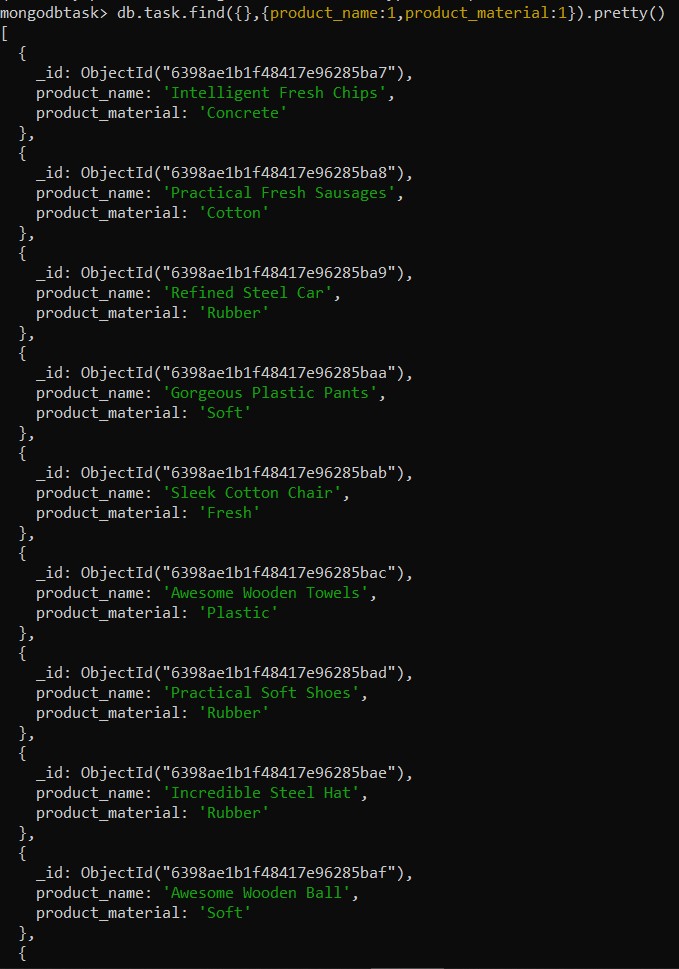 mongodbtask> db.task.find({},{product_name:1,product_material:1}).pretty()
[
  {
    _id: ObjectId("6398ae1b1f48417e96285ba7"),
    product_name: 'Intelligent Fresh Chips',
    product_material: 'Concrete'
  },
  {
    _id: ObjectId("6398ae1b1f48417e96285ba8"),
    product_name: 'Practical Fresh Sausages',
    product_material: 'Cotton'
  },
  {
    _id: ObjectId("6398ae1b1f48417e96285ba9"),
    product_name: 'Refined Steel Car',
    product_material: 'Rubber'
  },
  {
    _id: ObjectId("6398ae1b1f48417e96285baa"),
    product_name: 'Gorgeous Plastic Pants',
    product_material: 'Soft'
  },
  {
    _id: ObjectId("6398ae1b1f48417e96285bab"),
    product_name: 'Sleek Cotton Chair',
    product_material: 'Fresh'
  },
  {
    _id: ObjectId("6398ae1b1f48417e96285bac"),
    product_name: 'Awesome Wooden Towels',
    product_material: 'Plastic'
  },
  {
    _id: ObjectId("6398ae1b1f48417e96285bad"),
    product_name: 'Practical Soft Shoes',
    product_material: 'Rubber'
  },
  {
    _id: ObjectId("6398ae1b1f48417e96285bae"),
    product_name: 'Incredible Steel Hat',
    product_material: 'Rubber'
  },
  {
    _id: ObjectId("6398ae1b1f48417e96285baf"),
    product_name: 'Awesome Wooden Ball',
    product_material: 'Soft'
  },
  {